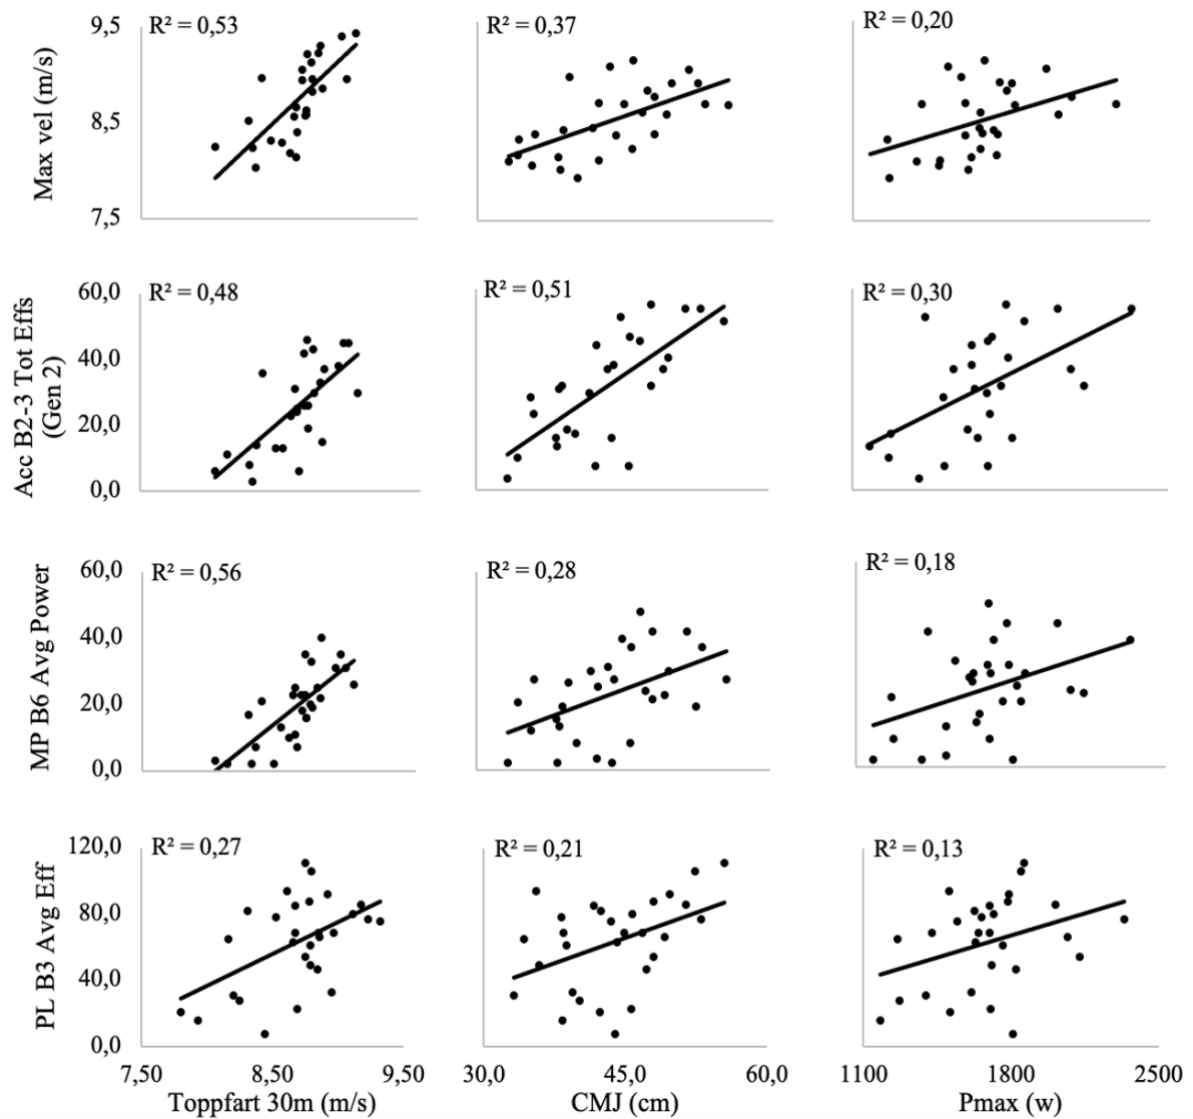 R² = 0,53
R² = 0,37
R² = 0,20
9,5
8,5
7,5
Max vel (m/s)
R² = 0,48
R² = 0,51
R² = 0,30
60,0
40,0
20,0
0,0
Acc B2-3 Tot Effs
(Gen 2)
R² = 0,56
R² = 0,28
R² = 0,18
60,0
40,0
20,0
0,0
MP B6 Avg Power
R² = 0,27
R² = 0,21
R² = 0,13
120,0
80,0
40,0
0,0
PL B3 Avg Eff
7,50 8,50 9,50
30,0 45,0 60,0
1100 1800 2500
Toppfart 30m (m/s)
CMJ (cm)
Pmax (w)